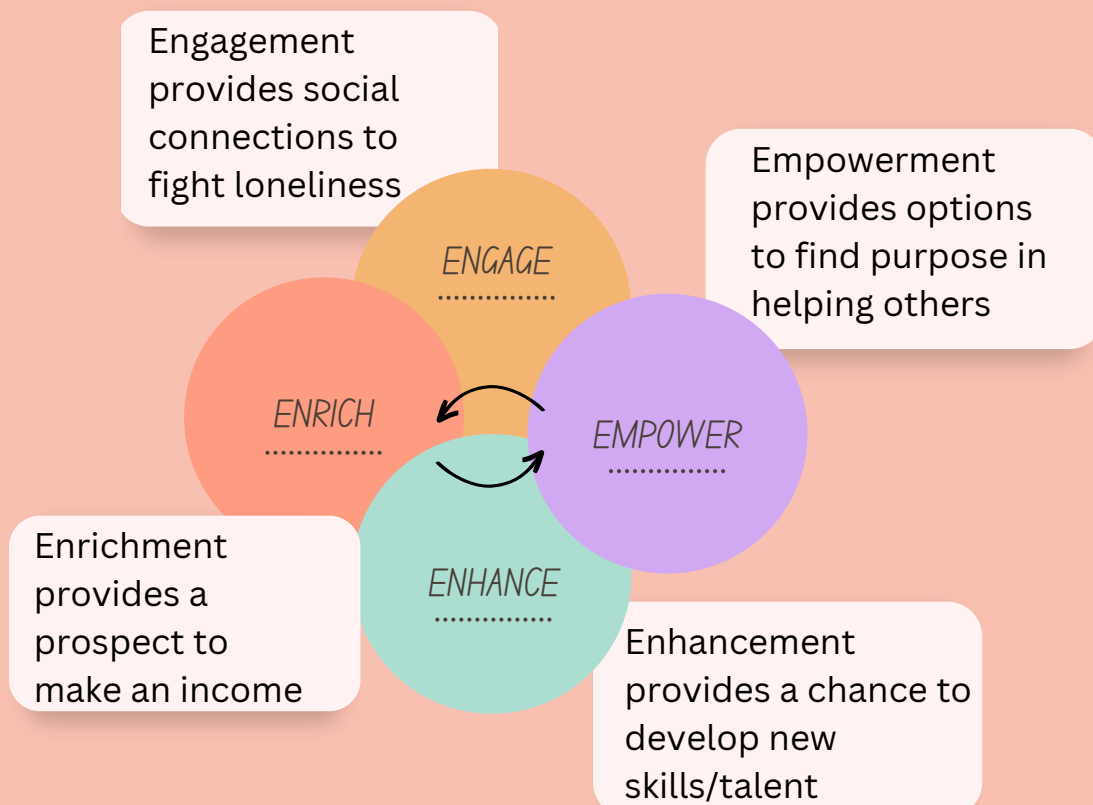 Engagement
provides social
connections to
fight loneliness
Empowerment
provides options
to find purpose in
helping others
ENGAGE
ENRICH
EMPOWER
ENHANCE
Enrichment
provides a
prospect to
make an income
Enhancement
provides a chance to
develop new
skills/talent